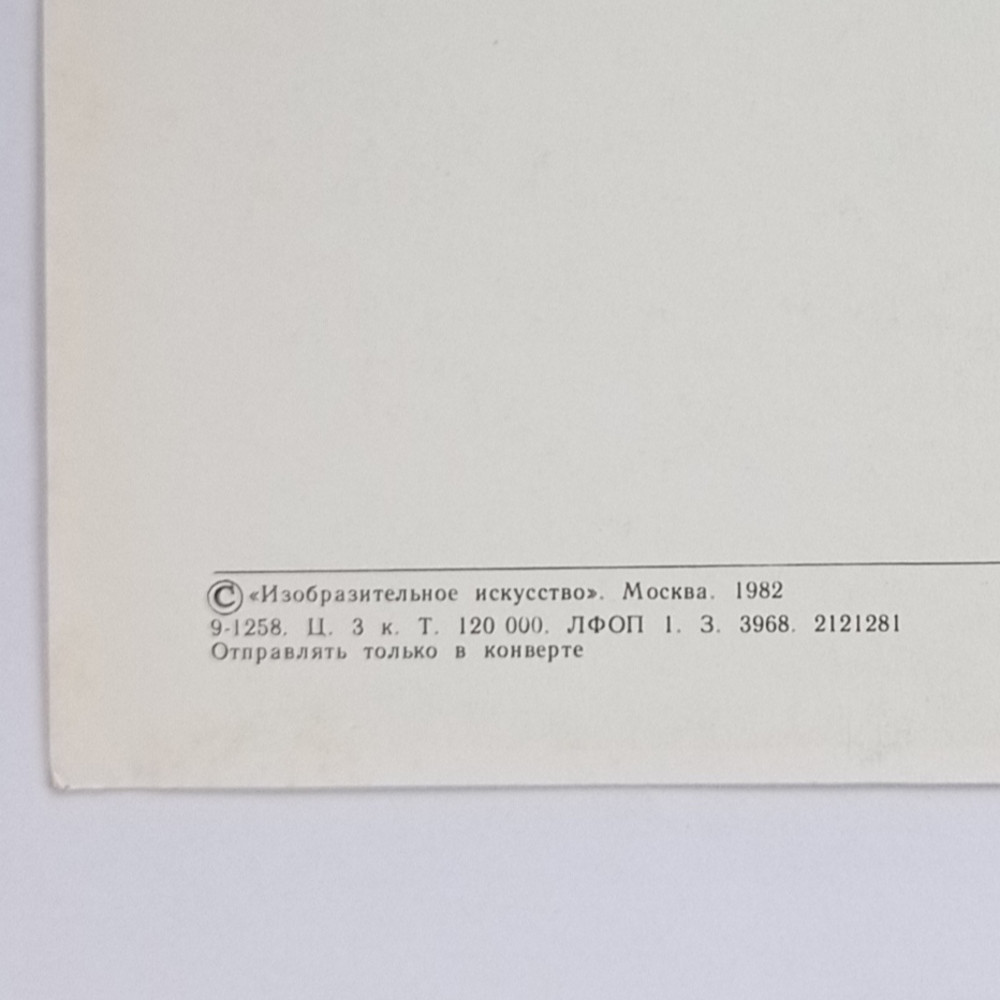 © «Изобразительное искусство». Москва. 1982
9-1258. Ц. 3 к. Т. 120 000. ЛФОП 1. З. 3968. 2121281
Отправлять только в конверте